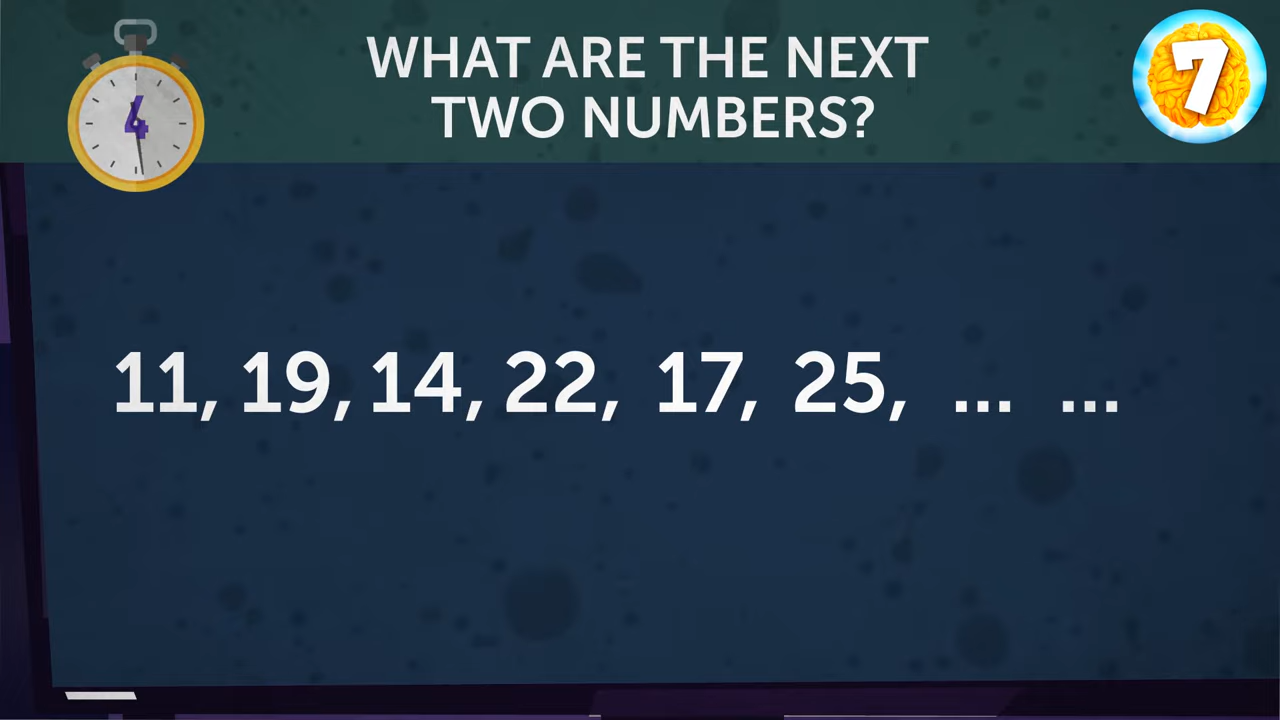 WHAT ARE THE NEXT
TWO NUMBERS?
7
4
11, 19, 14, 22, 17, 25, ... ...